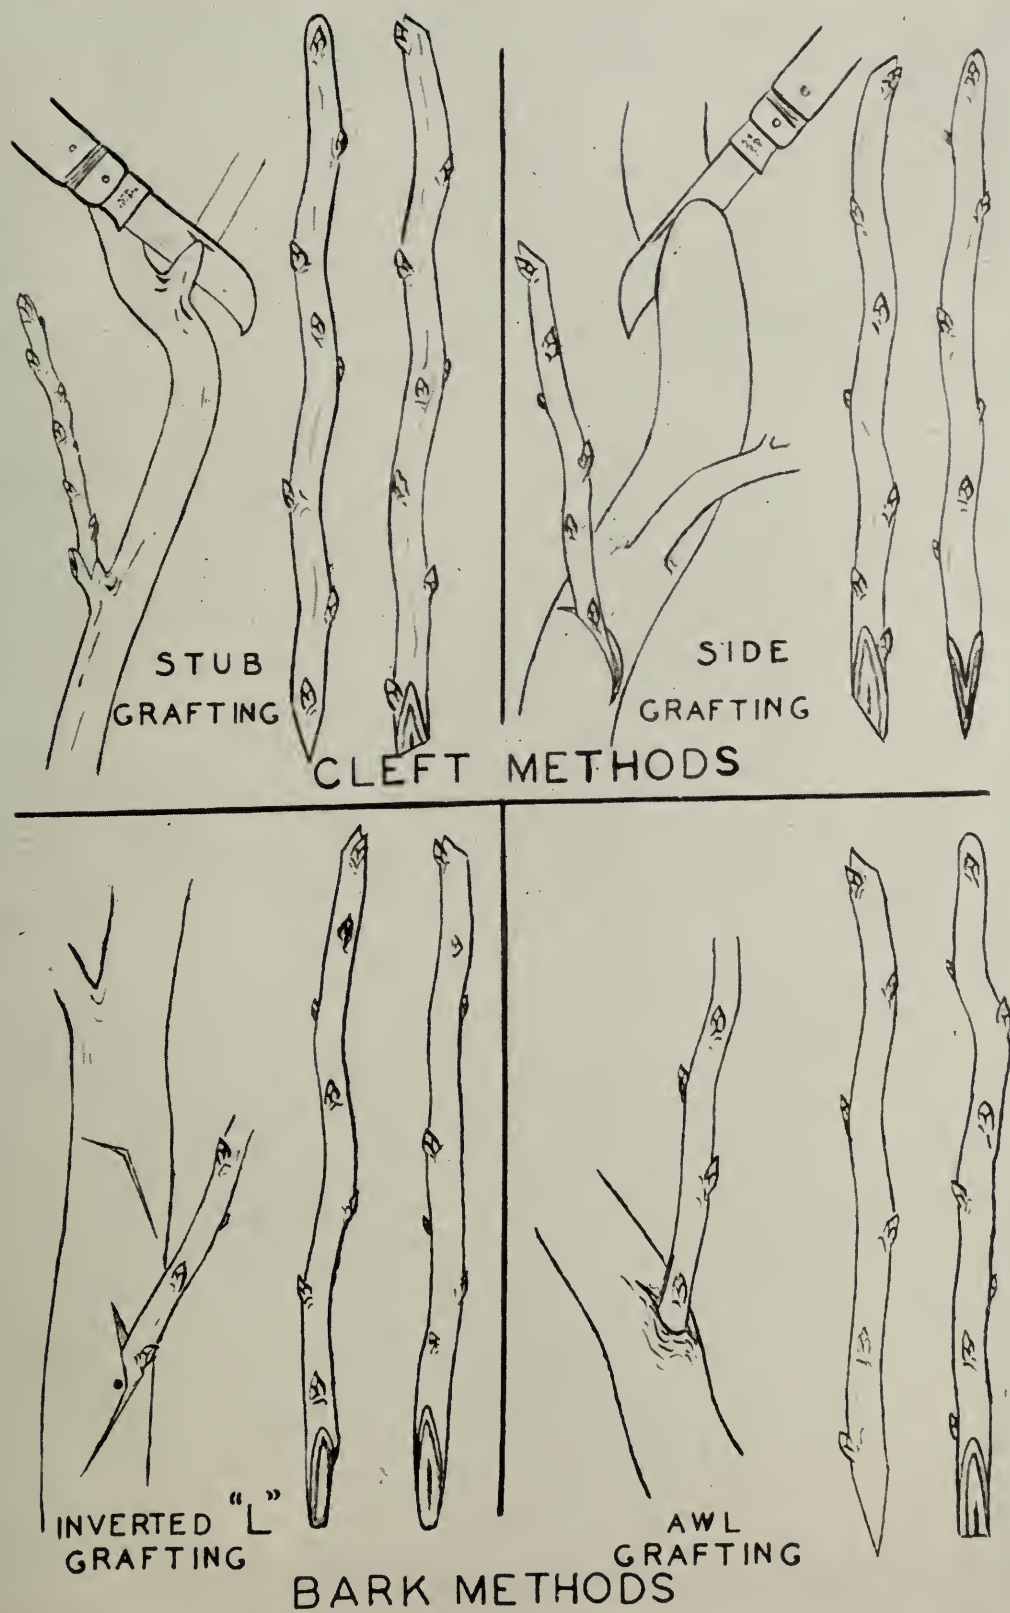 STUB
GRAFTING
SIDE
GRAFTING
CLEFT METHODS
INVERTED "L"
GRAFTING
AWL
GRAFTING
BARK METHODS